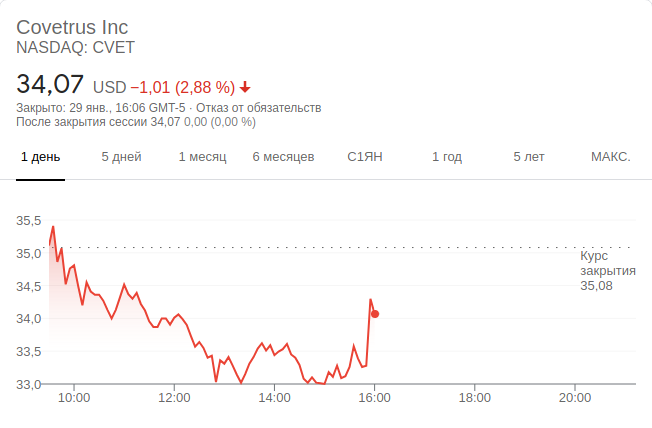 Covetrus Inc
NASDAQ: CVET
34,07 USD −1,01 (2,88 %)
Закрыто: 29 янв., 16:06 GMT-5 · Отказ от обязательств
После закрытия сессии 34,07 0,00 (0,00 %)
1 день 5 дней 1 месяц 6 месяцев С1ЯН 1 год 5 лет МАКС.
35,5
35,0
Курс
закрытия
35,08
34,5
34,0
33,5
33,0
10:00 12:00 14:00 16:00 18:00 20:00